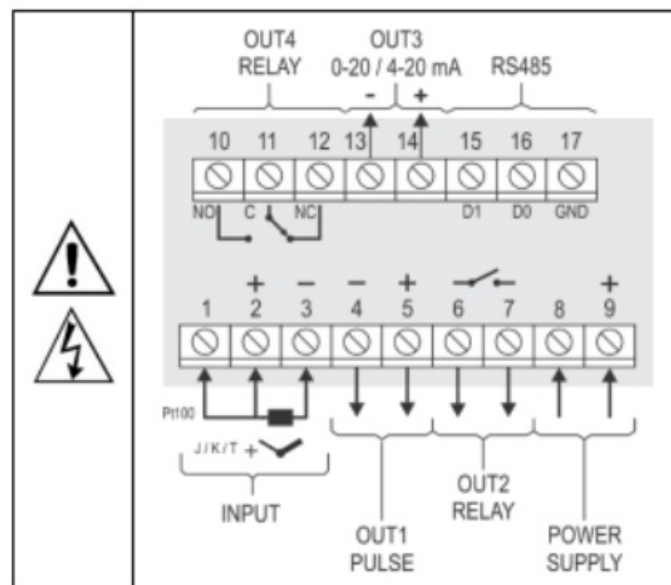 OUT4 OUT3
RELAY 0-20 / 4-20 mA RS485
- +
10 11 12 13 14 15 16 17
NO C NC D1 D0 GND
+ − − + +
1 2 3 4 5 6 7 8 9
Pt100
J / K / T +
INPUT
OUT2
RELAY
OUT1 POWER
PULSE SUPPLY